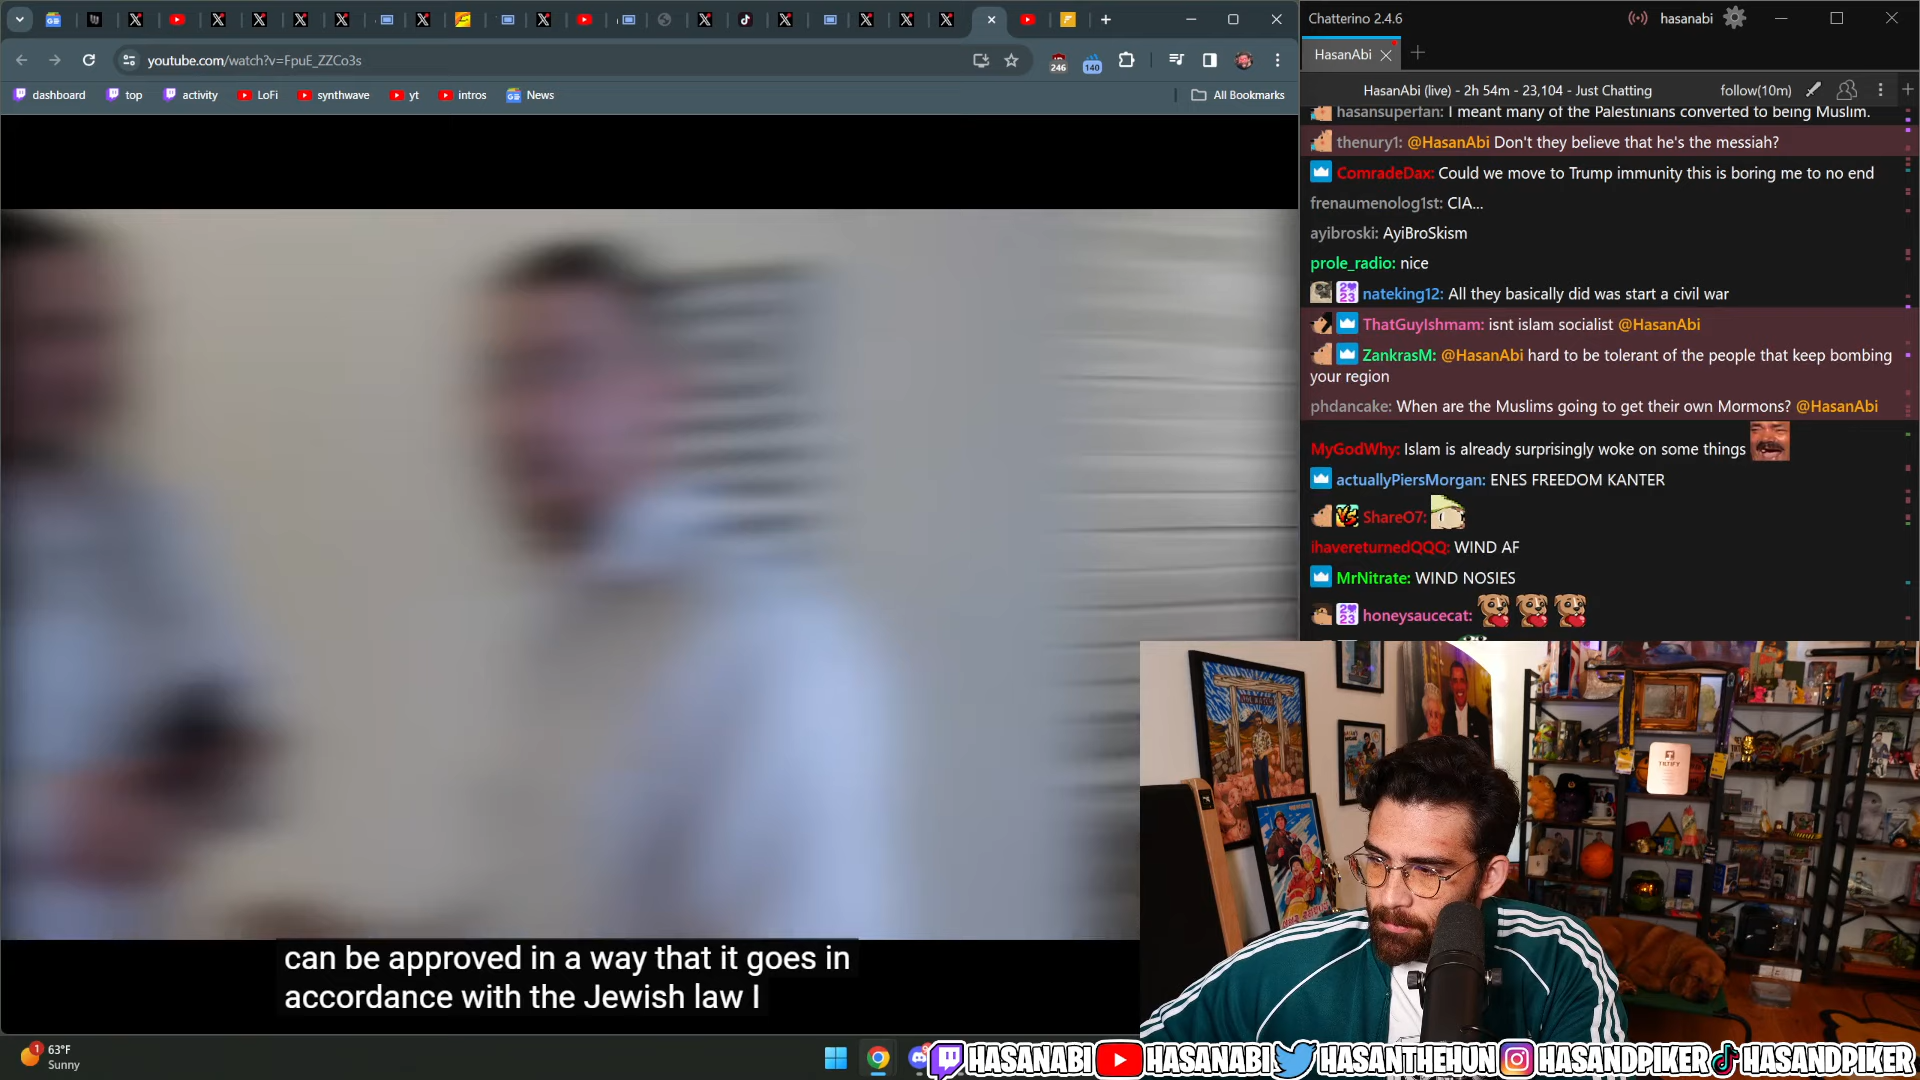 Chatterino 2.4.6
hasanabi
youtube.com/watch?v=FpuE_ZZCo3s
246
140
dashboard
top
activity
LoFi
synthwave
yt
intros
News
All Bookmarks
HasanAbi
HasanAbi (live) - 2h 54m - 23,104 - Just Chatting
follow(10m)
hasansuperfan: I meant many of the Palestinians converted to being Muslim.
thenury1: @HasanAbi Don't they believe that he's the messiah?
ComradeDax: Could we move to Trump immunity this is boring me to no end
frenaumenolog1st: CIA...
ayibroski: AyiBroSkism
prole_radio: nice
nateking12: All they basically did was start a civil war
ThatGuyIshmam: isnt islam socialist @HasanAbi
ZankrasM: @HasanAbi hard to be tolerant of the people that keep bombing
your region
phdancake: When are the Muslims going to get their own Mormons? @HasanAbi
MyGodWhy: Islam is already surprisingly woke on some things
actuallyPiersMorgan: ENES FREEDOM KANTER
ShareO7:
ihavereturnedQQQ: WIND AF
MrNitrate: WIND NOSIES
honeysaucecat:
TILTIFY
can be approved in a way that it goes in
accordance with the Jewish law I
1
63°F
Sunny
HASANABI
HASANABI
HASANTHEHUN
HASANDPIKER
HASANDPIKER